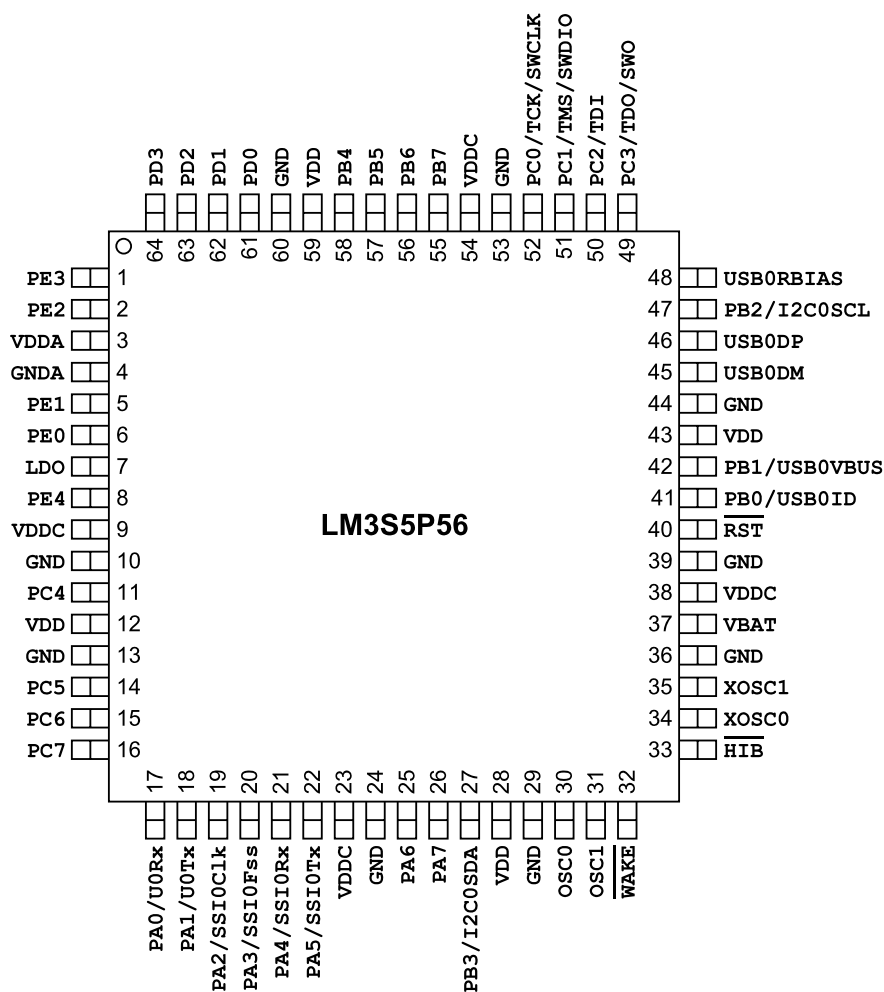 PD3
PD2
PD1
PD0
GND
VDD
PB4
PB5
PB6
PB7
VDDC
GND
PC0/TCK/SWCLK
PC1/TMS/SWDIO
PC2/TDI
PC3/TDO/SWO
64
63
62
61
60
59
58
57
56
55
54
53
52
51
50
49
PE3 1
PE2 2
VDDA 3
GNDA 4
PE1 5
PE0 6
LDO 7
PE4 8
VDDC 9
GND 10
PC4 11
VDD 12
GND 13
PC5 14
PC6 15
PC7 16
LM3S5P56
48 USB0RBIAS
47 PB2/I2C0SCL
46 USB0DP
45 USB0DM
44 GND
43 VDD
42 PB1/USB0VBUS
41 PB0/USB0ID
40 RST
39 GND
38 VDDC
37 VBAT
36 GND
35 XOSC1
34 XOSC0
33 HIB
17
18
19
20
21
22
23
24
25
26
27
28
29
30
31
32
PA0/U0Rx
PA1/U0Tx
PA2/SSI0Clk
PA3/SSI0Fss
PA4/SSI0Rx
PA5/SSI0Tx
VDDC
GND
PA6
PA7
PB3/I2C0SDA
VDD
GND
OSC0
OSC1
WAKE